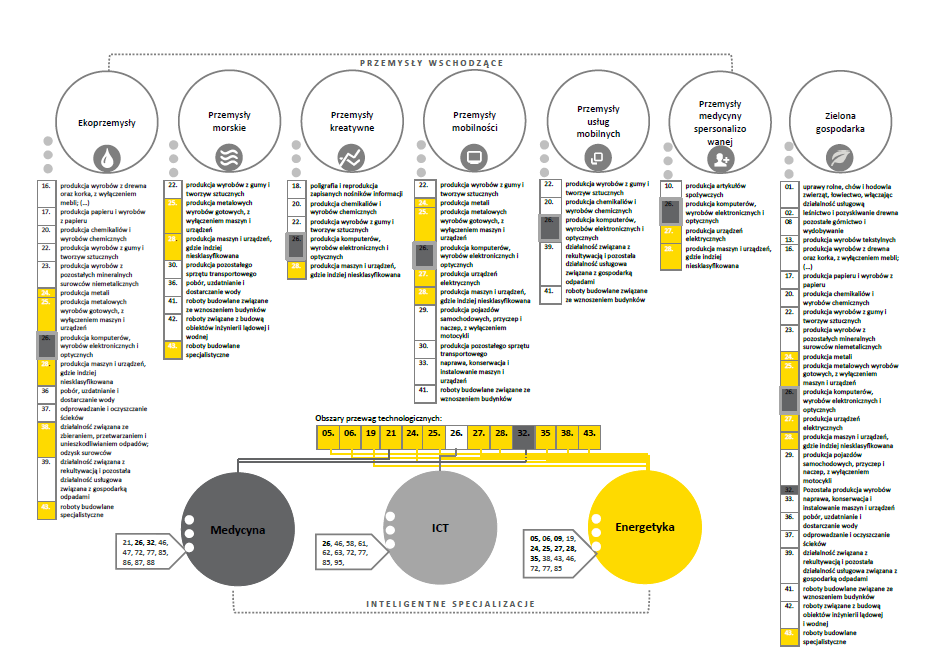 PRZEMYSŁY WSCHODZĄCE
Ekoprzemysły
16. produkcja wyrobów z drewna
oraz korka, z wyłączeniem
mebli; (...)
17. produkcja papieru i wyrobów
z papieru
20. produkcja chemikaliów i
wyrobów chemicznych
22. produkcja wyrobów z gumy i
tworzyw sztucznych
23. produkcja wyrobów z
pozostałych mineralnych
surowców niemetalicznych
24. produkcja metali
25. produkcja metalowych
wyrobów gotowych, z
wyłączeniem maszyn i
urządzeń
26. produkcja komputerów,
wyrobów elektronicznych i
optycznych
28. produkcja maszyn i urządzeń,
gdzie indziej
niesklasyfikowana
36 pobór, uzdatnianie i
dostarczanie wody
37. odprowadzanie i oczyszczanie
ścieków
38. działalność związana ze
zbieraniem, przetwarzaniem i
unieszkodliwianiem odpadów;
odzysk surowców
39. działalność związana z
rekultywacją i pozostała
działalność usługowa
związana z gospodarką
odpadami
43. roboty budowlane
specjalistyczne
Przemysły
morskie
22. produkcja wyrobów z gumy i
tworzyw sztucznych
25. produkcja metalowych
wyrobów gotowych, z
wyłączeniem maszyn i
urządzeń
28. produkcja maszyn i urządzeń,
gdzie indziej
niesklasyfikowana
30. produkcja pozostałego
sprzętu transportowego
36. pobór, uzdatnianie i
dostarczanie wody
41. roboty budowlane związane
ze wznoszeniem budynków
42. roboty związane z budową
obiektów inżynierii lądowej i
wodnej
43. roboty budowlane
specjalistyczne
Przemysły
kreatywne
18. poligrafia i reprodukcja
zapisanych nośników informacji
20. produkcja chemikaliów i
wyrobów chemicznych
22. produkcja wyrobów z gumy i
tworzyw sztucznych
26. produkcja komputerów,
wyrobów elektronicznych i
optycznych
28. produkcja maszyn i urządzeń,
gdzie indziej niesklasyfikowana
Przemysły
mobilności
22. produkcja wyrobów z gumy i
tworzyw sztucznych
24. produkcja metali
25. produkcja metalowych
wyrobów gotowych, z
wyłączeniem maszyn i
urządzeń
26. produkcja komputerów,
wyrobów elektronicznych i
optycznych
27. produkcja urządzeń
elektrycznych
28. produkcja maszyn i urządzeń,
gdzie indziej niesklasyfikowana
29. produkcja pojazdów
samochodowych, przyczep i
naczep, z wyłączeniem
motocykli
30. produkcja pozostałego sprzętu
transportowego
33. naprawa, konserwacja i
instalowanie maszyn i
urządzeń
41. roboty budowlane związane ze
wznoszeniem budynków
Przemysły
usług
mobilnych
22. produkcja wyrobów z gumy i
tworzyw sztucznych
20. produkcja chemikaliów i
wyrobów chemicznych
26. produkcja komputerów,
wyrobów elektronicznych i
optycznych
39. działalność związana z
rekultywacją i pozostała
działalność usługowa
związana z gospodarką
odpadami
41. roboty budowlane związane
ze wznoszeniem budynków
Przemysły
medycyny
spersonalizo
wanej
10. produkcja artykułów
spożywczych
26. produkcja komputerów,
wyrobów elektronicznych i
optycznych
27. produkcja urządzeń
elektrycznych
28. produkcja maszyn i urządzeń,
gdzie indziej
niesklasyfikowana
Zielona
gospodarka
01. uprawy rolne, chów i hodowla
zwierząt, łowiectwo, włączając
działalność usługową
02. leśnictwo i pozyskiwanie drewna
08 pozostałe górnictwo i
wydobywanie
13. produkcja wyrobów tekstylnych
16. produkcja wyrobów z drewna
oraz korka, z wyłączeniem mebli;
(...)
17. produkcja papieru i wyrobów z
papieru
20. produkcja chemikaliów i
wyrobów chemicznych
22. produkcja wyrobów z gumy i
tworzyw sztucznych
23. produkcja wyrobów z
pozostałych mineralnych
surowców niemetalicznych
24. produkcja metali
25. produkcja metalowych wyrobów
gotowych, z wyłączeniem
maszyn i urządzeń
26. produkcja komputerów,
wyrobów elektronicznych i
optycznych
27. produkcja urządzeń
elektrycznych
28. produkcja maszyn i urządzeń,
gdzie indziej niesklasyfikowana
29. produkcja pojazdów
samochodowych, przyczep i
naczep, z wyłączeniem
motocykli
32. Pozostała produkcja wyrobów
33. naprawa, konserwacja i
instalowanie maszyn i urządzeń
36. pobór, uzdatnianie i
dostarczanie wody
37. odprowadzanie i oczyszczanie
ścieków
39. działalność związana z
rekultywacją i pozostała
działalność usługowa związana z
gospodarką odpadami
41. roboty budowlane związane ze
wznoszeniem budynków
42. roboty związane z budową
obiektów inżynierii lądowej
i wodnej
43. roboty budowlane
specjalistyczne
Obszary przewag technologicznych:
05. 06. 19 21 24. 25. 26. 27. 28. 32. 35 38. 43.
Medycyna
21, 26, 32, 46,
47, 72, 77, 85,
86, 87, 88
ICT
26, 46, 58, 61,
62, 63, 72, 77,
85, 95,
Energetyka
05, 06, 09, 19,
24, 25, 27, 28,
35, 38, 43, 46,
72, 77, 85
INTELIGENTNE SPECJALIZACJE